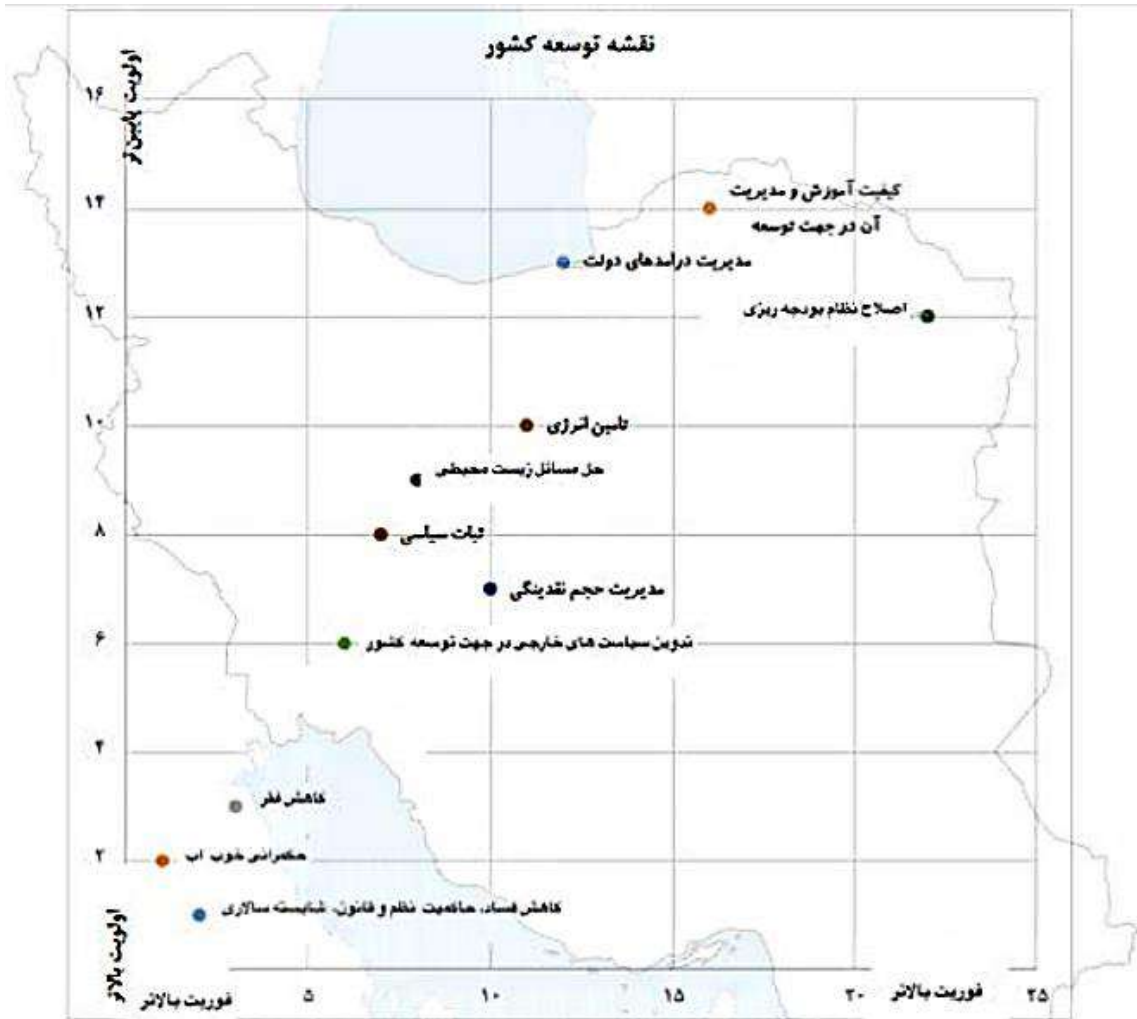 نقشه توسعه کشور
اولویت پایین‌تر
۱۶
کیفیت آموزش و مدیریت
آن در جهت توسعه
۱۴
مدیریت درآمدهای دولت
اصلاح نظام بودجه ریزی
۱۲
تامین انرژی
۱۰
حل مسائل زیست محیطی
ثبات سیاسی
۸
مدیریت حجم نقدینگی
تدوین سیاست های خارجی در جهت توسعه کشور
۶
۴
کاهش فقر
حکمرانی خوب آب
۲
کاهش فساد، حاکمیت نظم و قانون، شایسته سالاری
اولویت بالاتر
فوریت بالاتر
۵
۱۰
۱۵
۲۰
فوریت بالاتر
۲۵